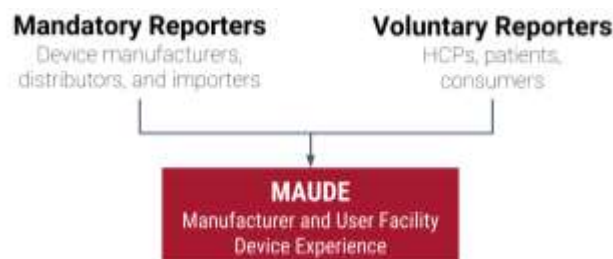 Mandatory Reporters
Device manufacturers,
distributors, and importers
Voluntary Reporters
HCPs, patients,
consumers
MAUDE
Manufacturer and User Facility
Device Experience